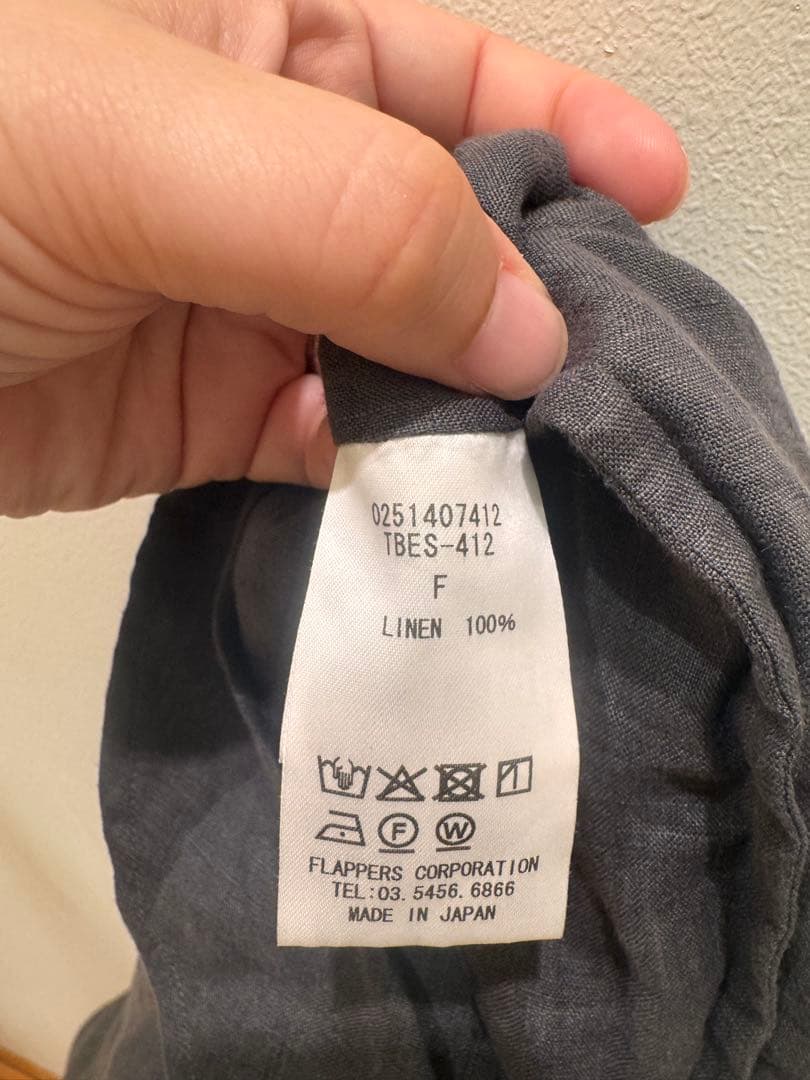 0251407412
TBES-412
F
LINEN 100%
F W
FLAPPERS CORPORATION
TEL:03.5456.6866
MADE IN JAPAN